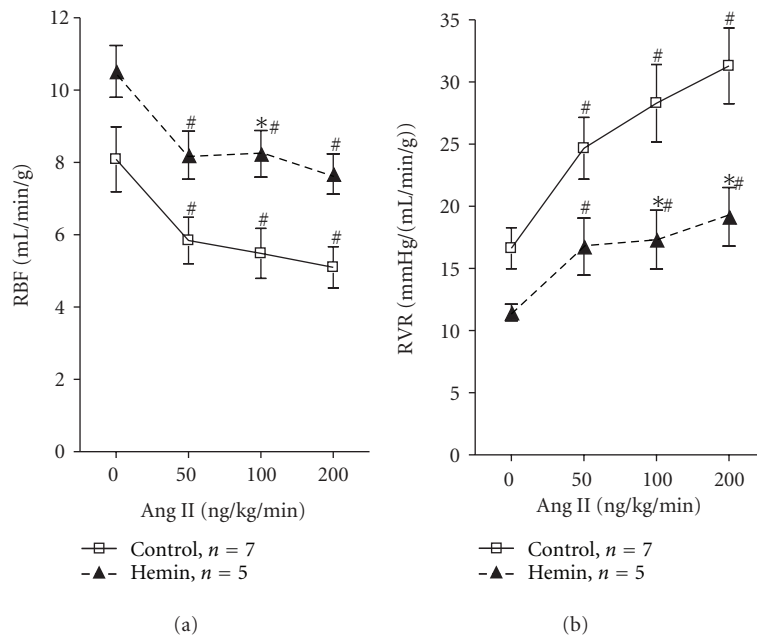 12
10
8
6
4
2
0
RBF (mL/min/g)
#
*#
#
#
#
#
0 50 100 200
Ang II (ng/kg/min)
Control, n = 7
Hemin, n = 5
(a)
35
30
25
20
15
10
5
0
RVR (mmHg/(mL/min/g))
#
#
#
*#
*#
#
0 50 100 200
Ang II (ng/kg/min)
Control, n = 7
Hemin, n = 5
(b)